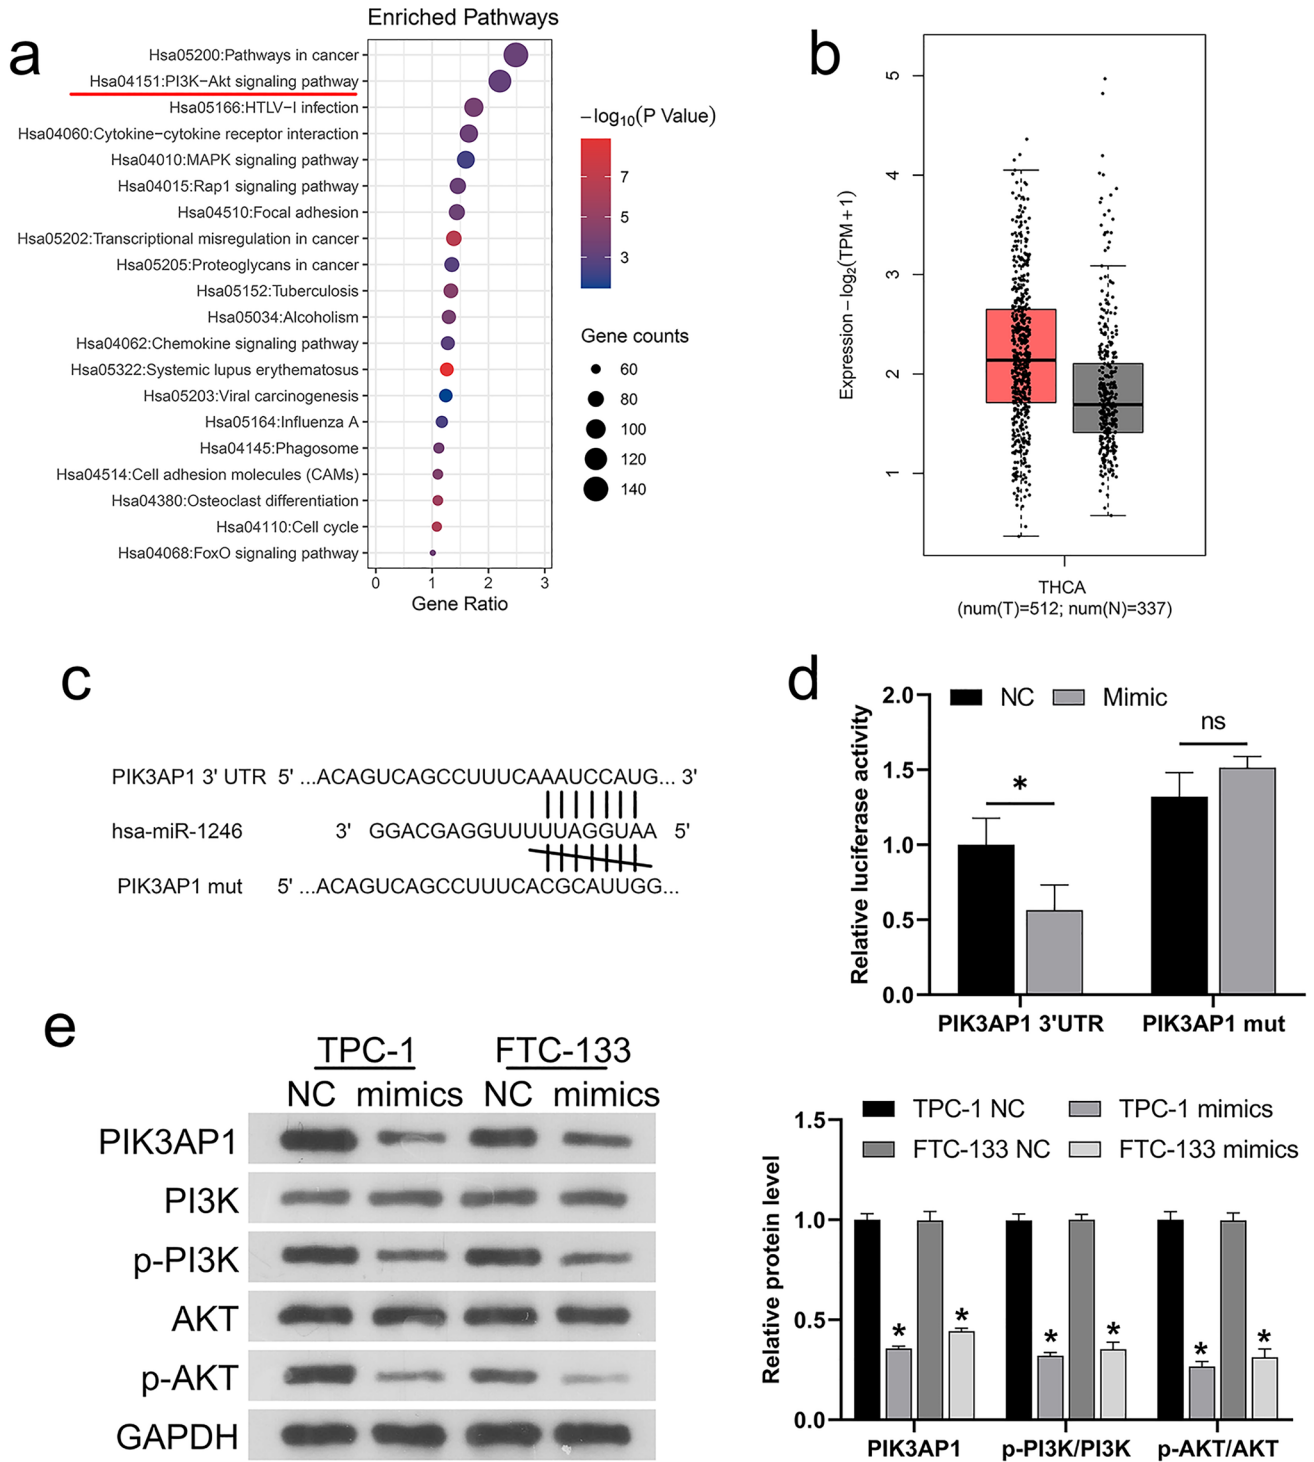 a
Enriched Pathways
Hsa05200:Pathways in cancer
Hsa04151:PI3K−Akt signaling pathway
Hsa05166:HTLV−I infection
Hsa04060:Cytokine−cytokine receptor interaction
Hsa04010:MAPK signaling pathway
Hsa04015:Rap1 signaling pathway
Hsa04510:Focal adhesion
Hsa05202:Transcriptional misregulation in cancer
Hsa05205:Proteoglycans in cancer
Hsa05152:Tuberculosis
Hsa05034:Alcoholism
Hsa04062:Chemokine signaling pathway
Hsa05322:Systemic lupus erythematosus
Hsa05203:Viral carcinogenesis
Hsa05164:Influenza A
Hsa04145:Phagosome
Hsa04514:Cell adhesion molecules (CAMs)
Hsa04380:Osteoclast differentiation
Hsa04110:Cell cycle
Hsa04068:FoxO signaling pathway
0 1 2 3
Gene Ratio
−log10(P Value)
7
5
3
Gene counts
60
80
100
120
140
b
Expression−log2(TPM+1)
5
4
3
2
1
THCA
(num(T)=512; num(N)=337)
c
PIK3AP1 3' UTR 5' ...ACAGUCAGCCUUUCAAAUCCAUG... 3'
hsa-miR-1246 3' GGACGAGGUUUUUAGGUAA 5'
PIK3AP1 mut 5' ...ACAGUCAGCCUUUCACGCAUUGG...
d
NC Mimic
Relative luciferase activity
2.0
1.5
1.0
0.5
0.0
*
ns
PIK3AP1 3'UTR PIK3AP1 mut
e
TPC-1 FTC-133
NC mimics NC mimics
PIK3AP1
PI3K
p-PI3K
AKT
p-AKT
GAPDH
TPC-1 NC TPC-1 mimics
FTC-133 NC FTC-133 mimics
Relative protein level
1.5
1.0
0.5
0.0
* * * * * *
PIK3AP1 p-PI3K/PI3K p-AKT/AKT